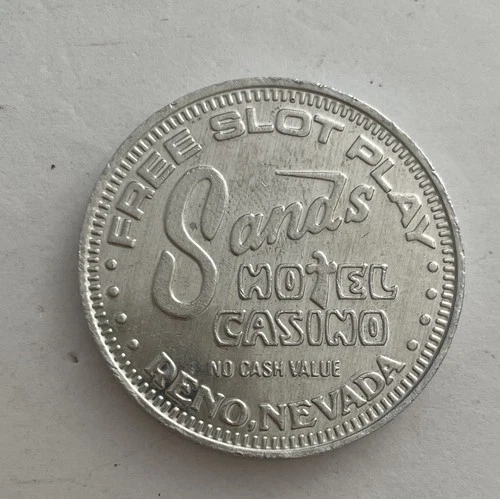 FREE SLOT PLAY
Sands
HOTEL
CASINO
NO CASH VALUE
RENO, NEVADA